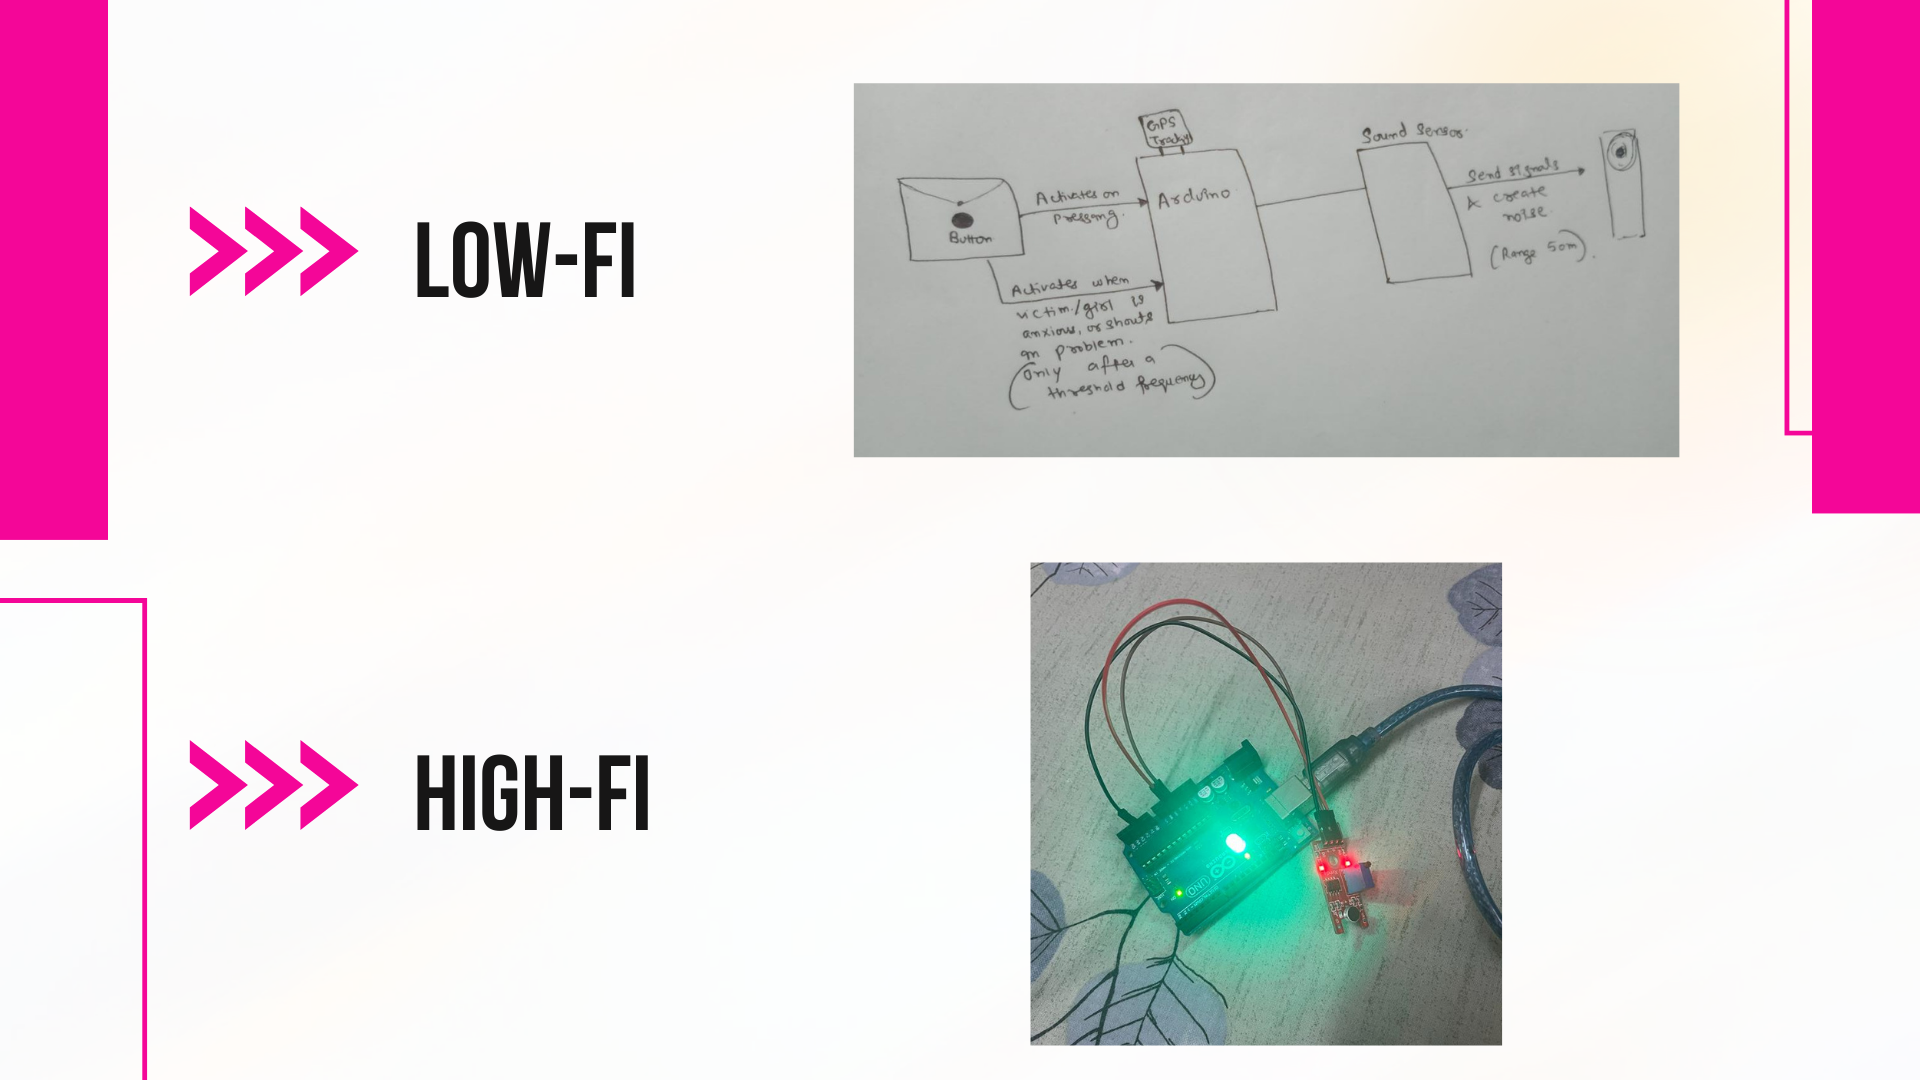 LOW-FI
GPS
Tracker
Arduino
Button
Activates on
pressing.
Activates when
victim/girl is
anxious, or shouts
on problem.
(Only after a
threshold frequency)
Sound Sensor
Send signals
& create
noise
(Range 50m).
HIGH-FI
UNO